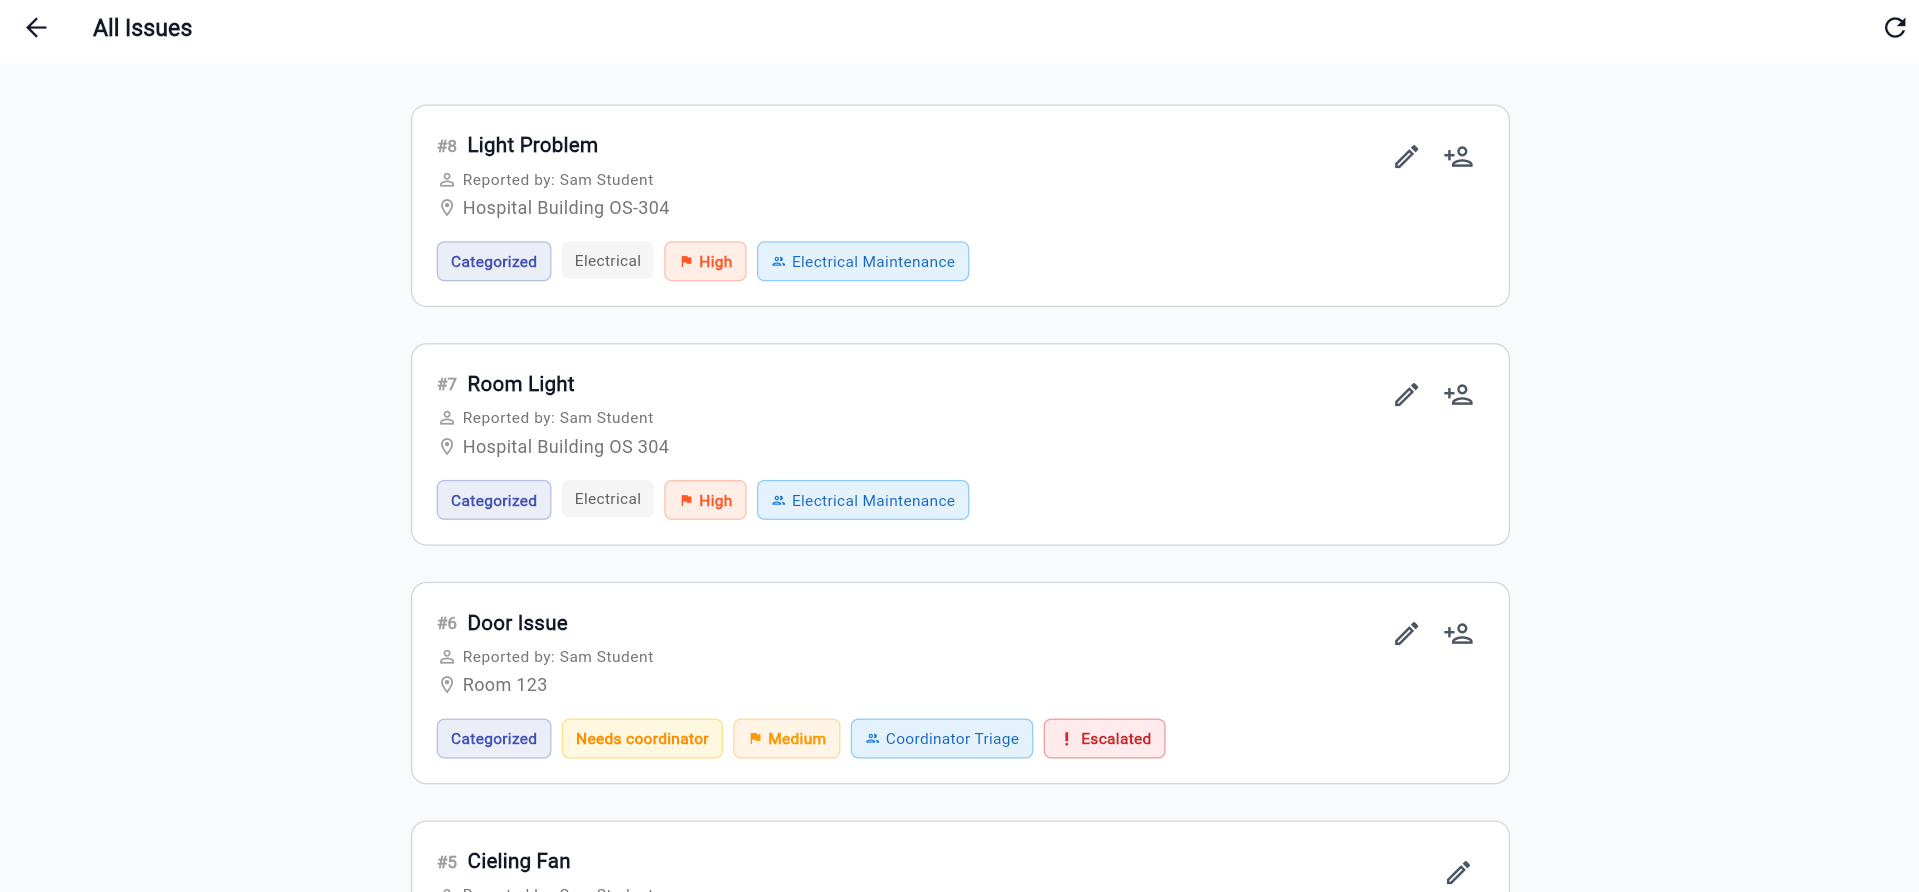 All Issues
#8 Light Problem
Reported by: Sam Student
Hospital Building OS-304
Categorized Electrical High Electrical Maintenance
#7 Room Light
Reported by: Sam Student
Hospital Building OS 304
Categorized Electrical High Electrical Maintenance
#6 Door Issue
Reported by: Sam Student
Room 123
Categorized Needs coordinator Medium Coordinator Triage Escalated
#5 Cieling Fan